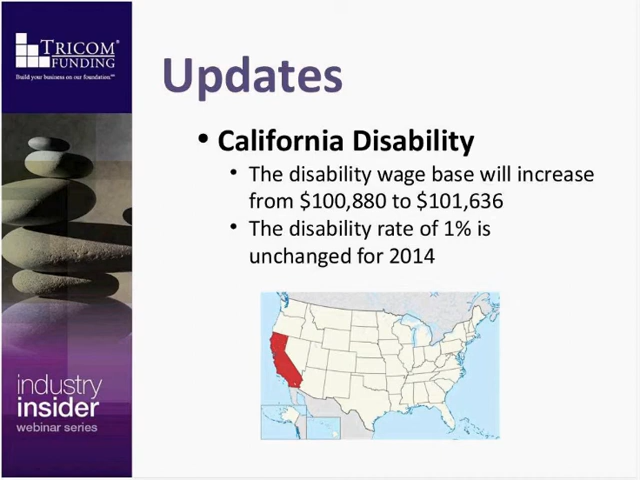 TRICOM®
FUNDING
Build your business on our foundation℠
Updates
• California Disability
• The disability wage base will increase
from $100,880 to $101,636
• The disability rate of 1% is
unchanged for 2014
industry
insider
webinar series